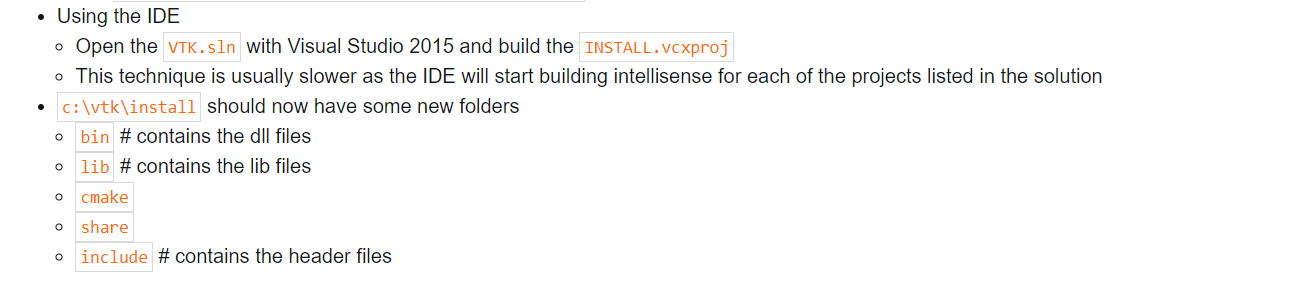 Using the IDE
Open the VTK.sln with Visual Studio 2015 and build the INSTALL.vcxproj
This technique is usually slower as the IDE will start building intellisense for each of the projects listed in the solution
c:\vtk\install should now have some new folders
bin # contains the dll files
lib # contains the lib files
cmake
share
include # contains the header files